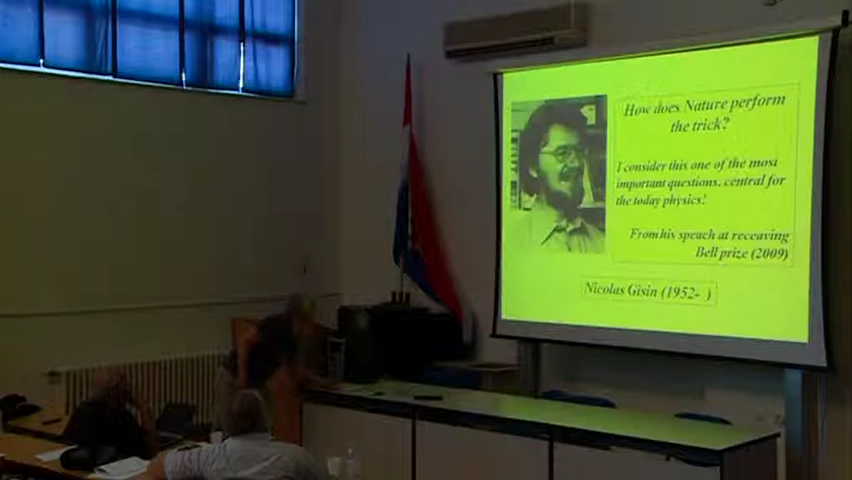 How does Nature perform
the trick?
I consider this one of the most
important questions, central for
the today physics!
From his speach at receaving
Bell prize (2009)
Nicolas Gisin (1952- )